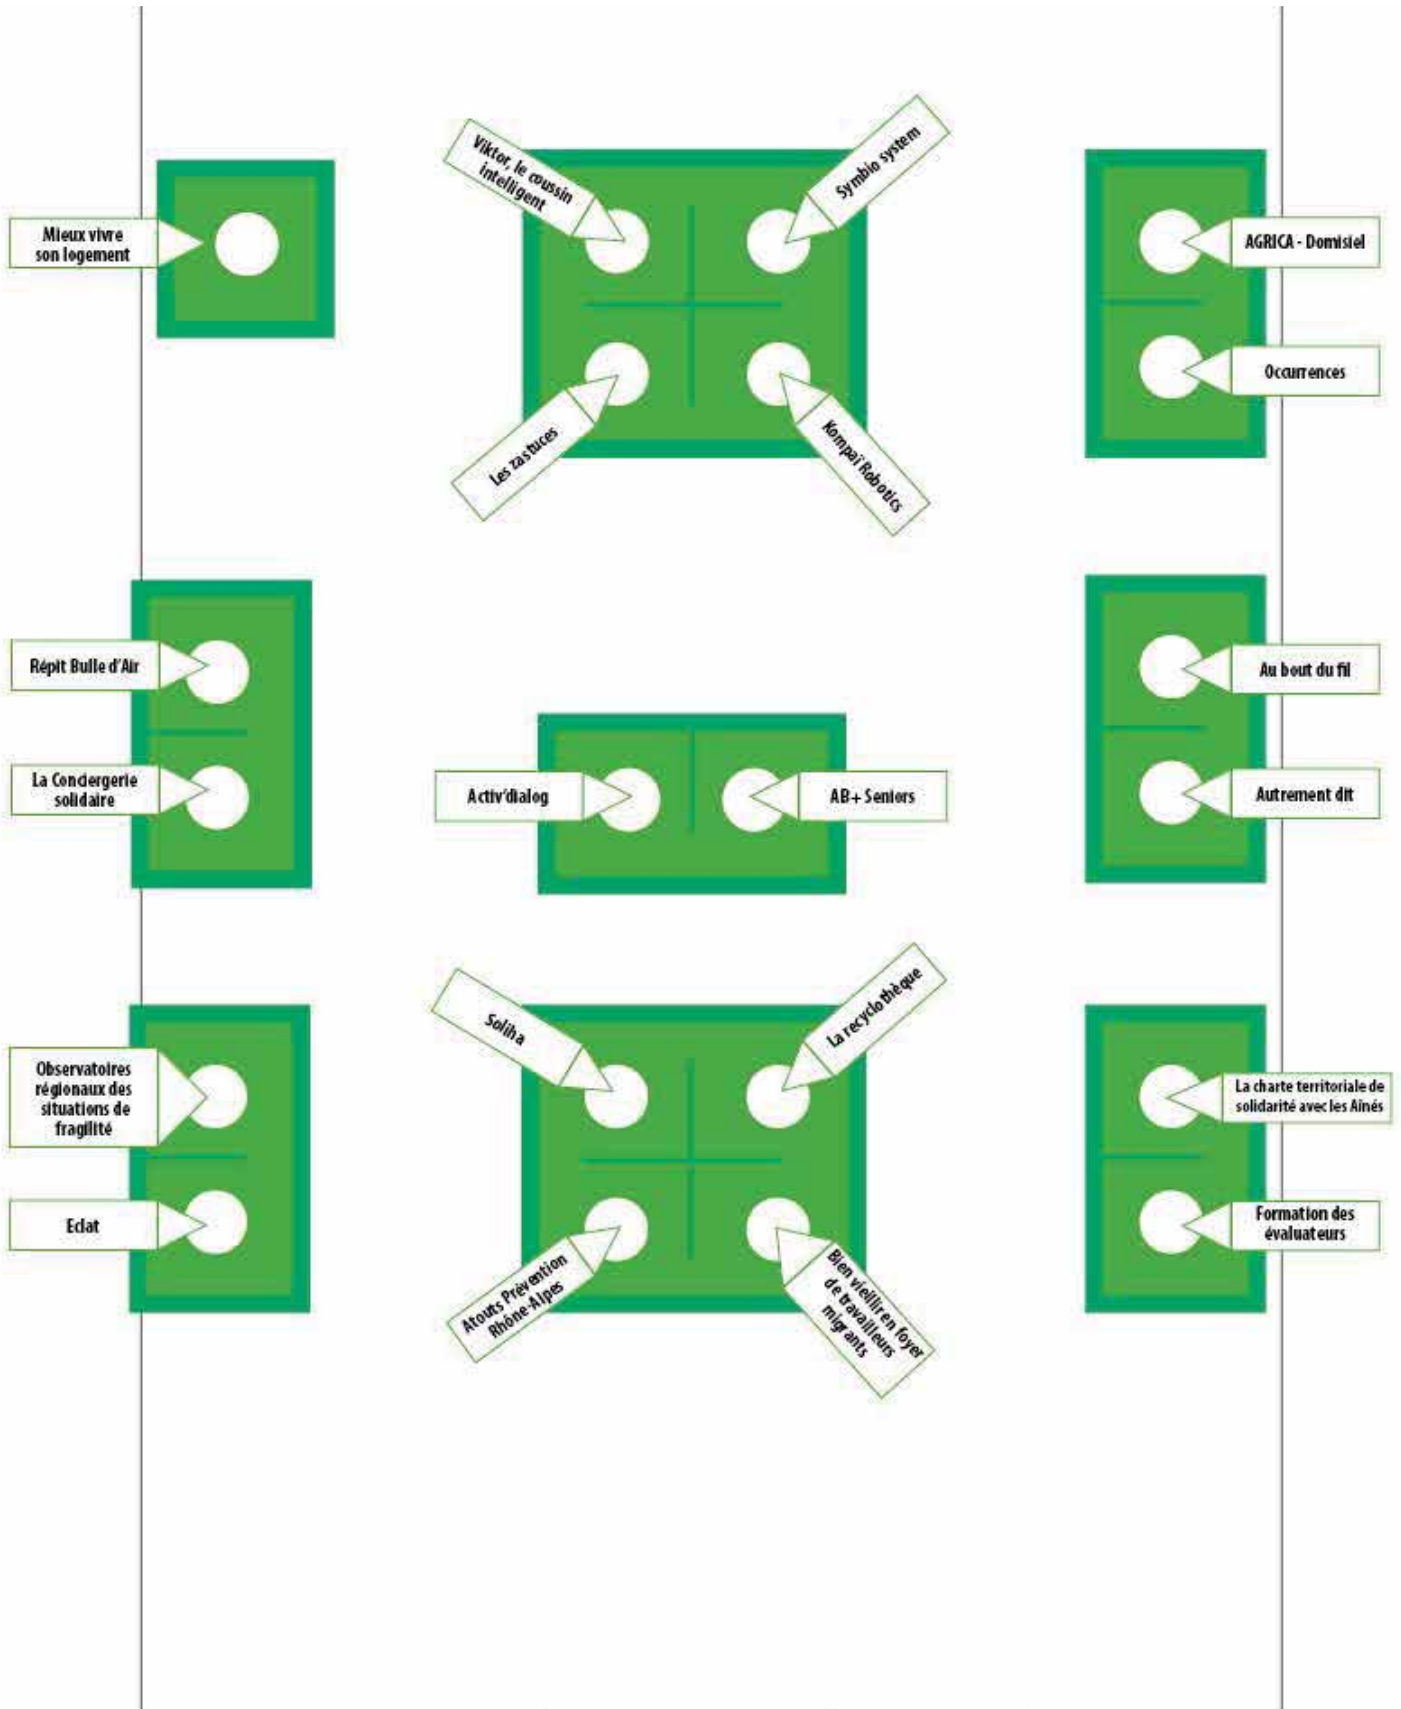 Viktor, le coussin
intelligent
Symbio system
Mieux vivre
son logement
AGRICA - Domisiel
Occurrences
Les zastuces
Kompaï Robotics
Répit Bulle d'Air
La Conciergerie
solidaire
Activ'dialog
AB+ Seniors
Au bout du fil
Autrement dit
Soliha
La recyclothèque
Observatoires
régionaux des
situations de
fragilité
Eclat
La charte territoriale de
solidarité avec les Aînés
Formation des
évaluateurs
Atouts Prévention
Rhône-Alpes
Bien vieillir en foyer
de travailleurs
migrants